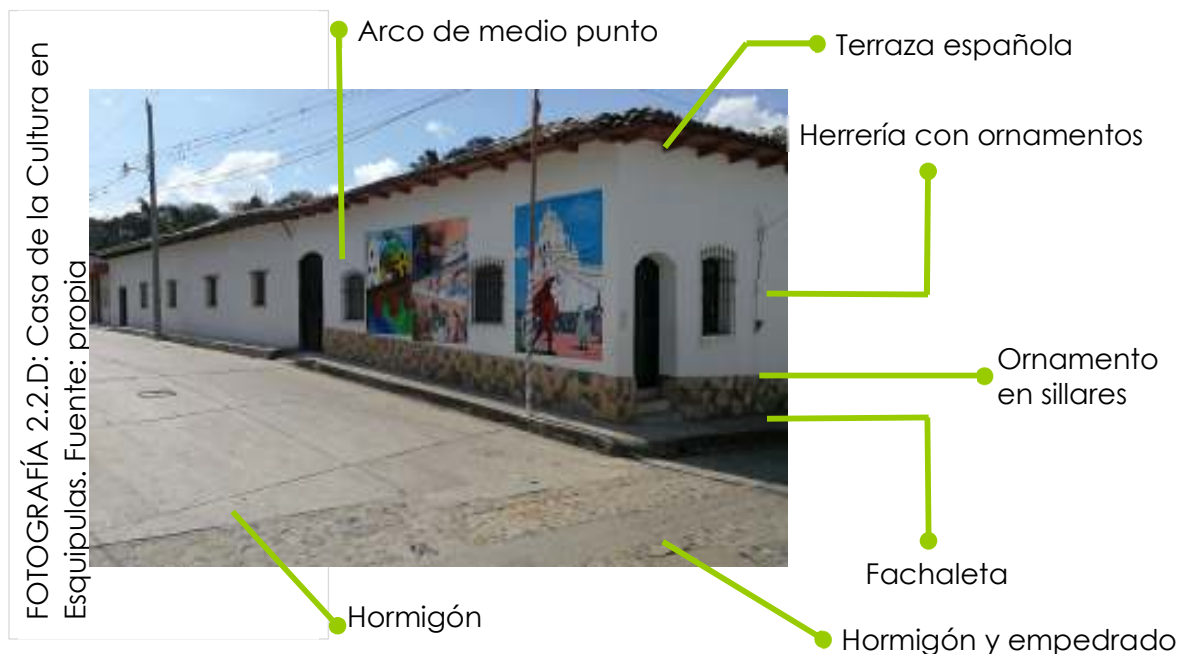 FOTOGRAFÍA 2.2.D: Casa de la Cultura en
Esquipulas. Fuente: propia
Arco de medio punto
Terraza española
Herrería con ornamentos
Ornamento
en sillares
Fachaleta
Hormigón
Hormigón y empedrado